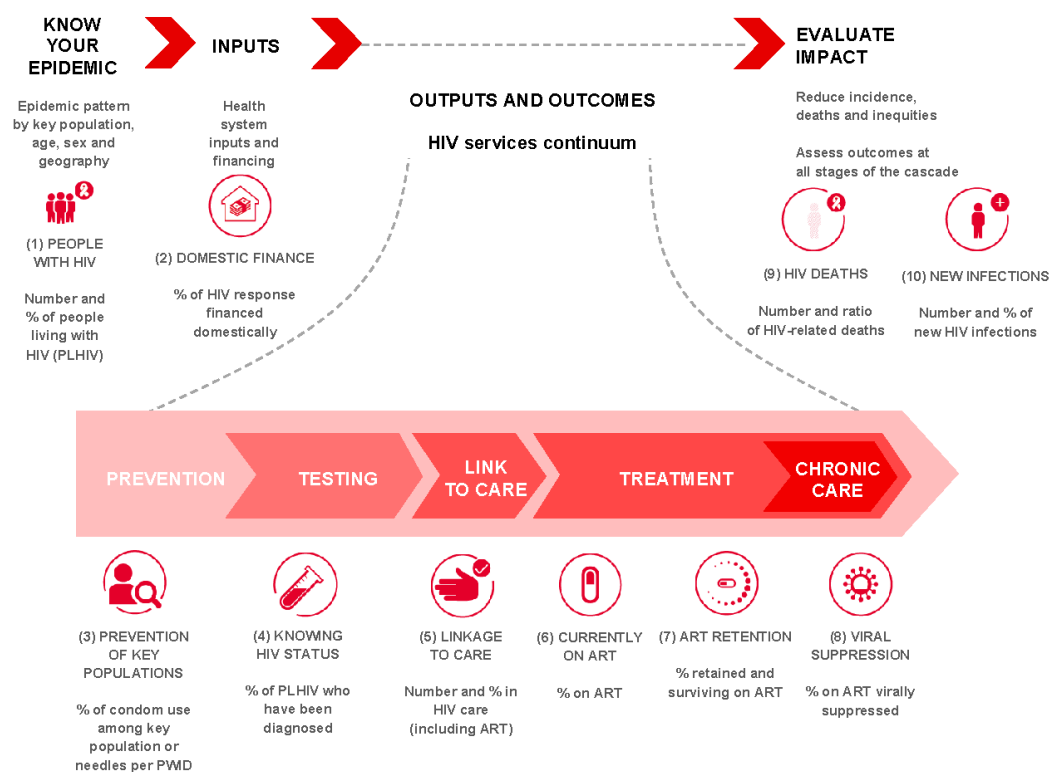 KNOW
YOUR
EPIDEMIC
INPUTS
EVALUATE
IMPACT
Epidemic pattern
by key population,
age, sex and
geography
Health
system
inputs and
financing
OUTPUTS AND OUTCOMES
HIV services continuum
Reduce incidence,
deaths and inequities
Assess outcomes at
all stages of the cascade
(1) PEOPLE
WITH HIV
Number and
% of people
living with
HIV (PLHIV)
(2) DOMESTIC FINANCE
% of HIV response
financed
domestically
(9) HIV DEATHS
Number and ratio
of HIV-related deaths
(10) NEW INFECTIONS
Number and % of
new HIV infections
PREVENTION
TESTING
LINK
TO CARE
TREATMENT
CHRONIC
CARE
(3) PREVENTION
OF KEY
POPULATIONS
% of condom use
among key
population or
needles per PWID
(4) KNOWING
HIV STATUS
% of PLHIV who
have been
diagnosed
(5) LINKAGE
TO CARE
Number and % in
HIV care
(including ART)
(6) CURRENTLY
ON ART
% on ART
(7) ART RETENTION
% retained and
surviving on ART
(8) VIRAL
SUPPRESSION
% on ART virally
suppressed